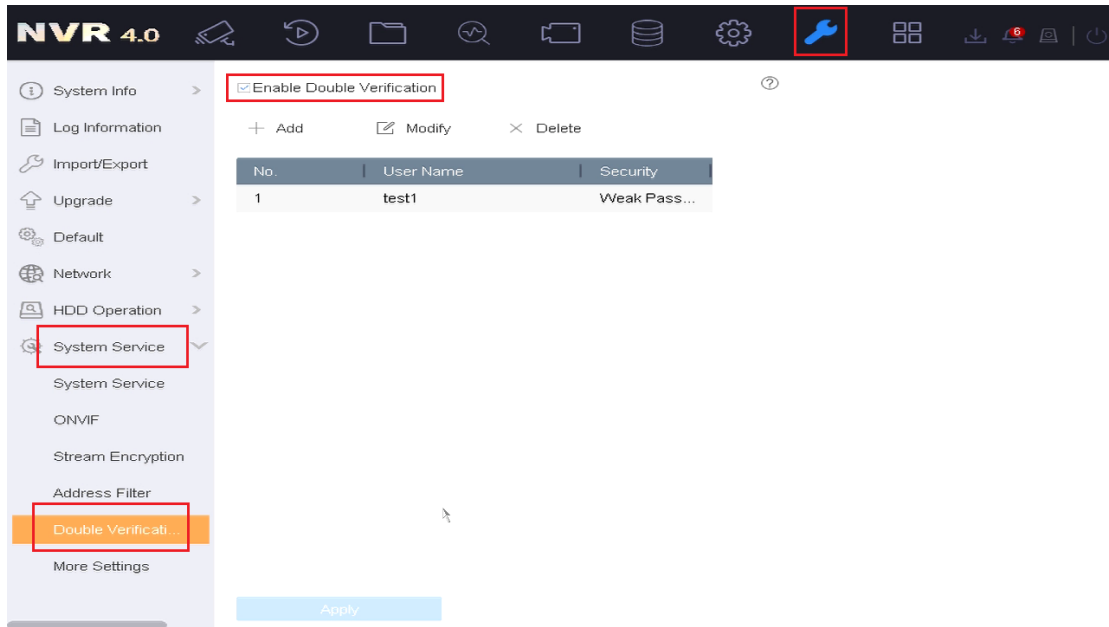 NVR 4.0
6
System Info
Log Information
Import/Export
Upgrade
Default
Network
HDD Operation
System Service
System Service
ONVIF
Stream Encryption
Address Filter
Double Verificati...
More Settings
Enable Double Verification
?
Add Modify Delete
No. User Name Security
1 test1 Weak Pass...
Apply